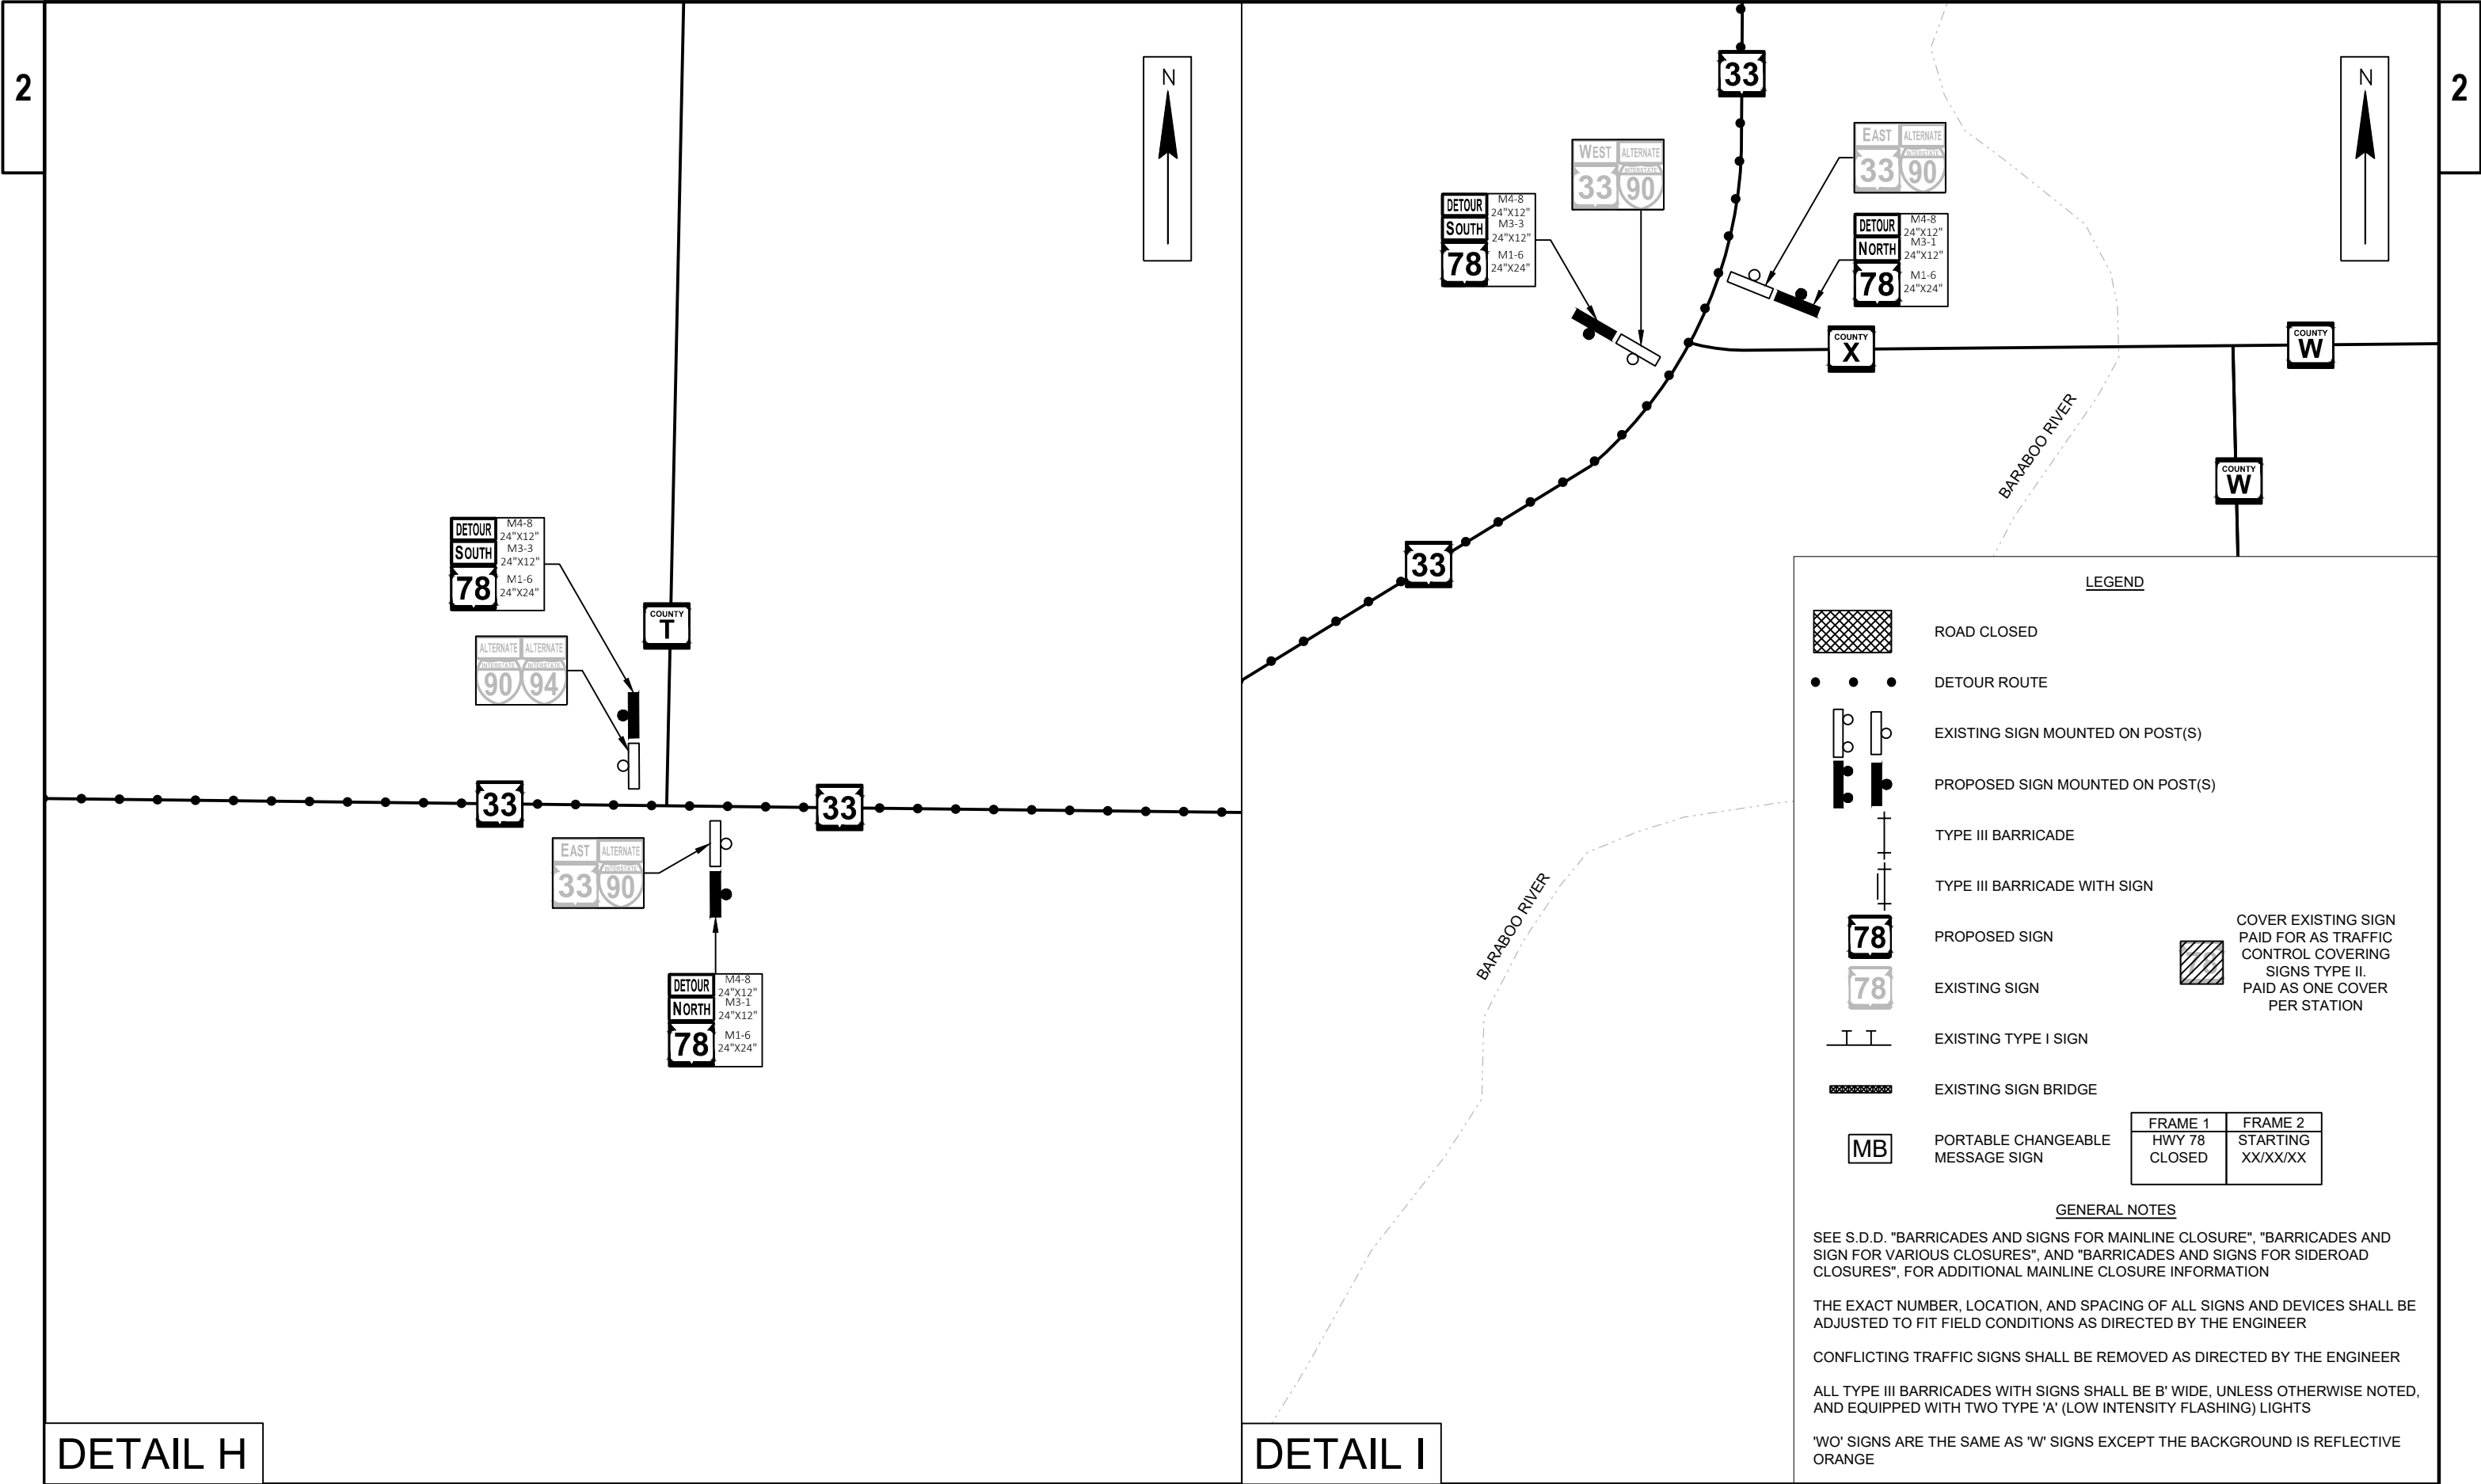 2
N
DETOUR
SOUTH
78
M4-8
24"X12"
M3-3
24"X12"
M1-6
24"X24"
COUNTY
T
ALTERNATE ALTERNATE
INTERSTATE INTERSTATE
90 94
33
33
EAST ALTERNATE
INTERSTATE
33 90
DETOUR
NORTH
78
M4-8
24"X12"
M3-1
24"X12"
M1-6
24"X24"
DETAIL H
33
N
2
WEST ALTERNATE
INTERSTATE
33 90
EAST ALTERNATE
INTERSTATE
33 90
DETOUR
SOUTH
78
M4-8
24"X12"
M3-3
24"X12"
M1-6
24"X24"
DETOUR
NORTH
78
M4-8
24"X12"
M3-1
24"X12"
M1-6
24"X24"
COUNTY
X
COUNTY
W
BARABOO RIVER
COUNTY
W
33
BARABOO RIVER
DETAIL I
LEGEND
ROAD CLOSED
DETOUR ROUTE
EXISTING SIGN MOUNTED ON POST(S)
PROPOSED SIGN MOUNTED ON POST(S)
TYPE III BARRICADE
TYPE III BARRICADE WITH SIGN
78 PROPOSED SIGN
78 EXISTING SIGN
COVER EXISTING SIGN
PAID FOR AS TRAFFIC
CONTROL COVERING
SIGNS TYPE II.
PAID AS ONE COVER
PER STATION
EXISTING TYPE I SIGN
EXISTING SIGN BRIDGE
MB
PORTABLE CHANGEABLE
MESSAGE SIGN
FRAME 1 FRAME 2
HWY 78 STARTING
CLOSED XX/XX/XX
GENERAL NOTES
SEE S.D.D. "BARRICADES AND SIGNS FOR MAINLINE CLOSURE", "BARRICADES AND
SIGN FOR VARIOUS CLOSURES", AND "BARRICADES AND SIGNS FOR SIDEROAD
CLOSURES", FOR ADDITIONAL MAINLINE CLOSURE INFORMATION
THE EXACT NUMBER, LOCATION, AND SPACING OF ALL SIGNS AND DEVICES SHALL BE
ADJUSTED TO FIT FIELD CONDITIONS AS DIRECTED BY THE ENGINEER
CONFLICTING TRAFFIC SIGNS SHALL BE REMOVED AS DIRECTED BY THE ENGINEER
ALL TYPE III BARRICADES WITH SIGNS SHALL BE B' WIDE, UNLESS OTHERWISE NOTED,
AND EQUIPPED WITH TWO TYPE 'A' (LOW INTENSITY FLASHING) LIGHTS
'WO' SIGNS ARE THE SAME AS 'W' SIGNS EXCEPT THE BACKGROUND IS REFLECTIVE
ORANGE